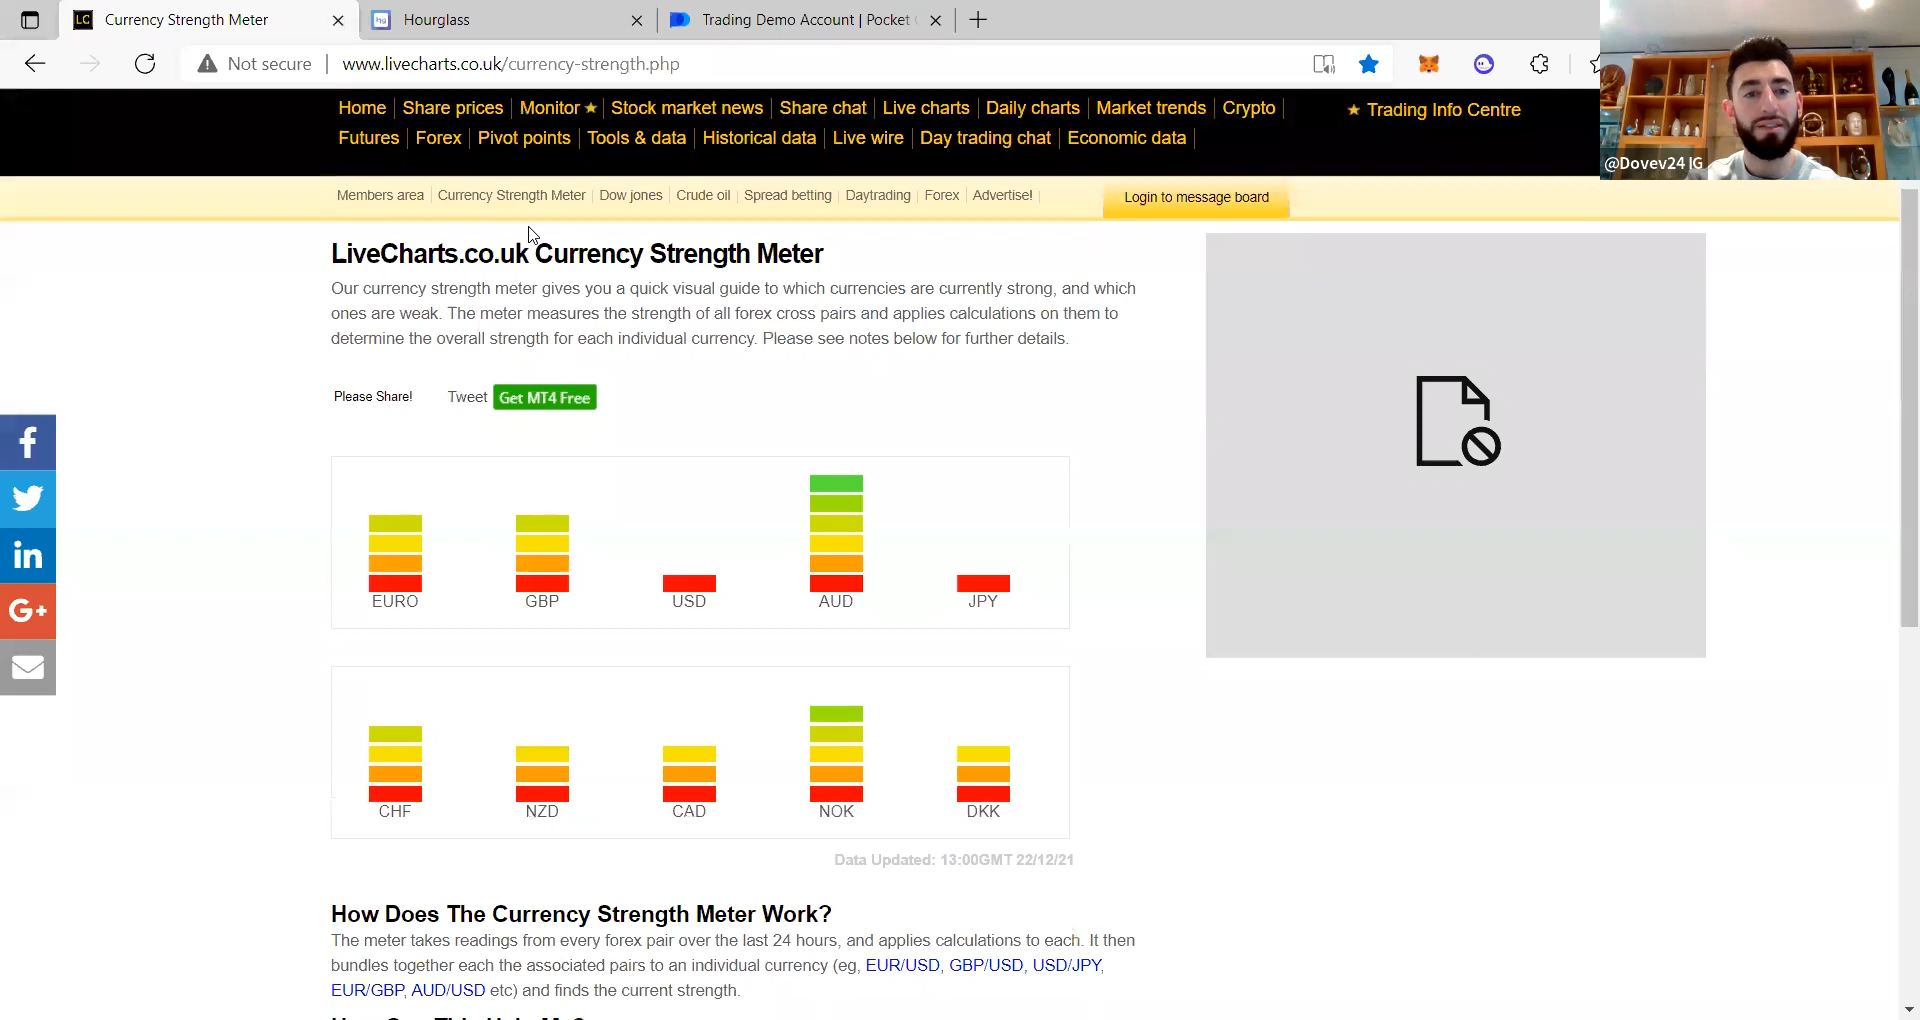 Currency Strength Meter
Hourglass
Trading Demo Account | Pocket
Not secure
www.livecharts.co.uk/currency-strength.php
@Dovev24 IG
Home Share prices Monitor Stock market news Share chat Live charts Daily charts Market trends Crypto
Trading Info Centre
Futures Forex Pivot points Tools & data Historical data Live wire Day trading chat Economic data
Members area Currency Strength Meter Dow jones Crude oil Spread betting Daytrading Forex Advertise!
Login to message board
LiveCharts.co.uk Currency Strength Meter
Our currency strength meter gives you a quick visual guide to which currencies are currently strong, and which
ones are weak. The meter measures the strength of all forex cross pairs and applies calculations on them to
determine the overall strength for each individual currency. Please see notes below for further details.
Please Share! Tweet Get MT4 Free
EURO GBP USD AUD JPY
CHF NZD CAD NOK DKK
Data Updated: 13:00GMT 22/12/21
How Does The Currency Strength Meter Work?
The meter takes readings from every forex pair over the last 24 hours, and applies calculations to each. It then
bundles together each the associated pairs to an individual currency (eg, EUR/USD, GBP/USD, USD/JPY,
EUR/GBP, AUD/USD etc) and finds the current strength.